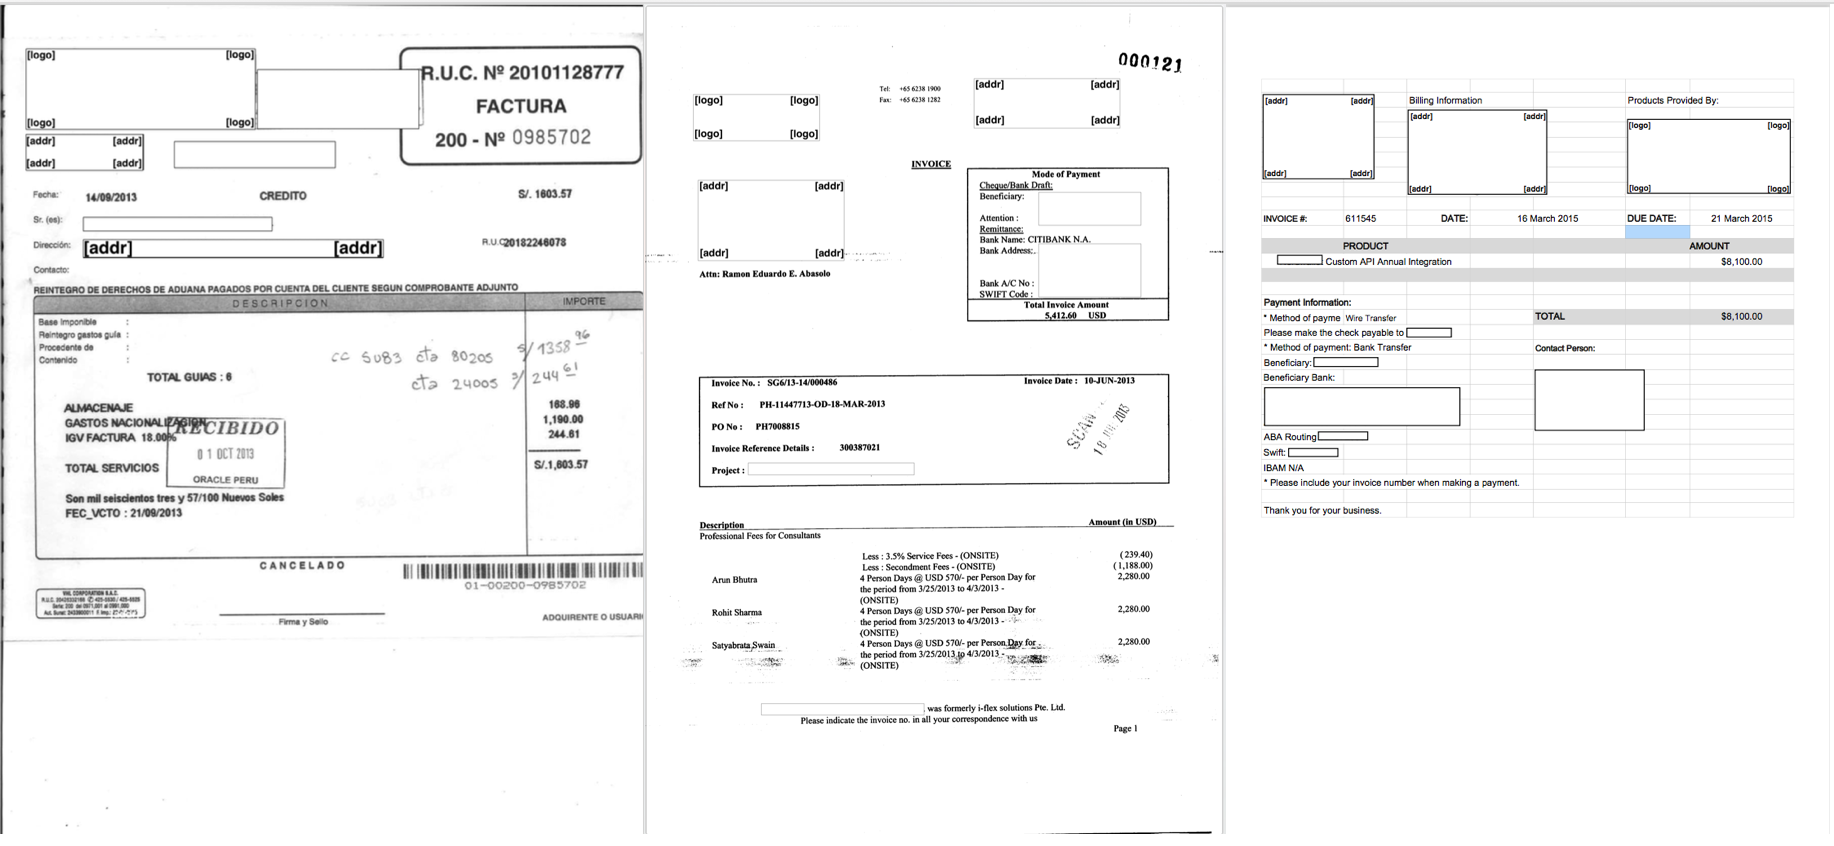 [logo] [logo]
[logo] [logo]
[addr] [addr]
[addr] [addr]
R.U.C. Nº 20101128777
FACTURA
200 - Nº 0985702
Fecha: 14/09/2013 CREDITO S/. 1603.57
Sr. (es):
Dirección: [addr] [addr] R.U.C 20182246078
Contacto:
REINTEGRO DE DERECHOS DE ADUANA PAGADOS POR CUENTA DEL CLIENTE SEGUN COMPROBANTE ADJUNTO
DESCRIPCION IMPORTE
Base Imponible :
Reintegro gastos guía :
Procedente de :
Contenido :
cc SUB3 cta 80205 S/ 1358 96
cta 24005 S/ 244 61
TOTAL GUIAS : 6
ALMACENAJE 168.96
GASTOS NACIONALIZACION 1,190.00
IGV FACTURA 18.00% 244.61
RECIBIDO
01 OCT 2013
ORACLE PERU
TOTAL SERVICIOS S/.1,603.57
Son mil seiscientos tres y 57/100 Nuevos Soles
FEC_VCTO : 21/09/2013
CANCELADO
01-00200-0985702
Firma y Sello
ADQUIRENTE O USUARI
000121
Tel: +65 6238 1900
Fax: +65 6238 1282
[addr] [addr]
[addr] [addr]
[logo] [logo]
[logo] [logo]
INVOICE
[addr] [addr]
[addr] [addr]
Attn: Ramon Eduardo E. Abasolo
Mode of Payment
Cheque/Bank Draft:
Beneficiary:
Attention :
Remittance:
Bank Name: CITIBANK N.A.
Bank Address:
Bank A/C No :
SWIFT Code :
Total Invoice Amount
5,412.60 USD
Invoice No. : SG6/13-14/000486 Invoice Date : 10-JUN-2013
Ref No : PH-11447713-OD-18-MAR-2013
PO No : PH7008815
Invoice Reference Details : 300387021
Project :
SCAN
2013
Description Amount (in USD)
Professional Fees for Consultants
Less : 3.5% Service Fees - (ONSITE) ( 239.40)
Less : Secondment Fees - (ONSITE) ( 1,188.00)
Arun Bhutra 4 Person Days @ USD 570/- per Person Day for 2,280.00
the period from 3/25/2013 to 4/3/2013 -
(ONSITE)
Rohit Sharma 4 Person Days @ USD 570/- per Person Day for 2,280.00
the period from 3/25/2013 to 4/3/2013 -
(ONSITE)
Satyabrata Swain 4 Person Days @ USD 570/- per Person Day for 2,280.00
the period from 3/25/2013 to 4/3/2013 -
(ONSITE)
was formerly i-flex solutions Pte. Ltd.
Please indicate the invoice no. in all your correspondence with us
Page 1
[addr] [addr]
[addr] [addr]
Billing Information
[addr] [addr]
[addr] [addr]
Products Provided By:
[logo] [logo]
[logo] [logo]
INVOICE #: 611545 DATE: 16 March 2015 DUE DATE: 21 March 2015
PRODUCT AMOUNT
Custom API Annual Integration $8,100.00
Payment Information:
* Method of payme Wire Transfer TOTAL $8,100.00
Please make the check payable to
* Method of payment: Bank Transfer Contact Person:
Beneficiary:
Beneficiary Bank:
ABA Routing
Swift:
IBAM N/A
* Please include your invoice number when making a payment.
Thank you for your business.